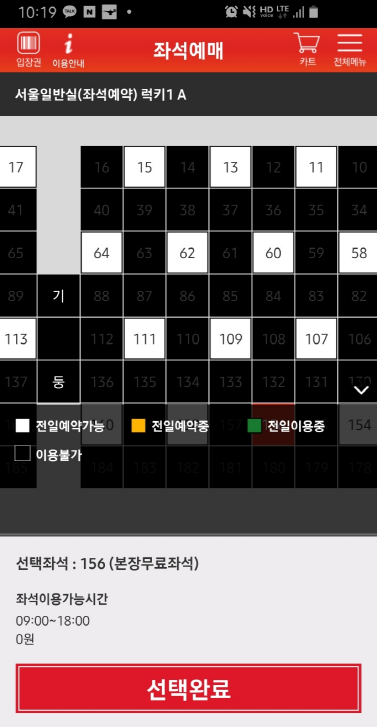 10:19
HD LTE
VOICE
입장권 이용안내 좌석예매 카트 전체메뉴
서울일반실(좌석예약) 럭키1 A
17 16 15 14 13 12 11 10
41 40 39 38 37 36 35 34
65 64 63 62 61 60 59 58
89 기 88 87 86 85 84 83 82
113 112 111 110 109 108 107 106
137 둥 136 135 134 133 132 131 130
154
전일예약가능 전일예약중 전일이용중
이용불가
185 184 183 182 181 180 179 178
선택좌석 : 156 (본장무료좌석)
좌석이용가능시간
09:00~18:00
0원
선택완료